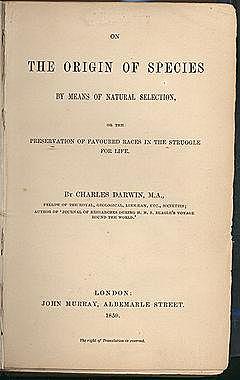 ON
THE ORIGIN OF SPECIES
BY MEANS OF NATURAL SELECTION,
OR THE
PRESERVATION OF FAVOURED RACES IN THE STRUGGLE
FOR LIFE.
BY CHARLES DARWIN, M.A.,
FELLOW OF THE ROYAL, GEOLOGICAL, LINNÆAN, ETC., SOCIETIES;
AUTHOR OF 'JOURNAL OF RESEARCHES DURING H. M. S. BEAGLE'S VOYAGE
ROUND THE WORLD.'
LONDON:
JOHN MURRAY, ALBEMARLE STREET.
1859.
The right of Translation is reserved.